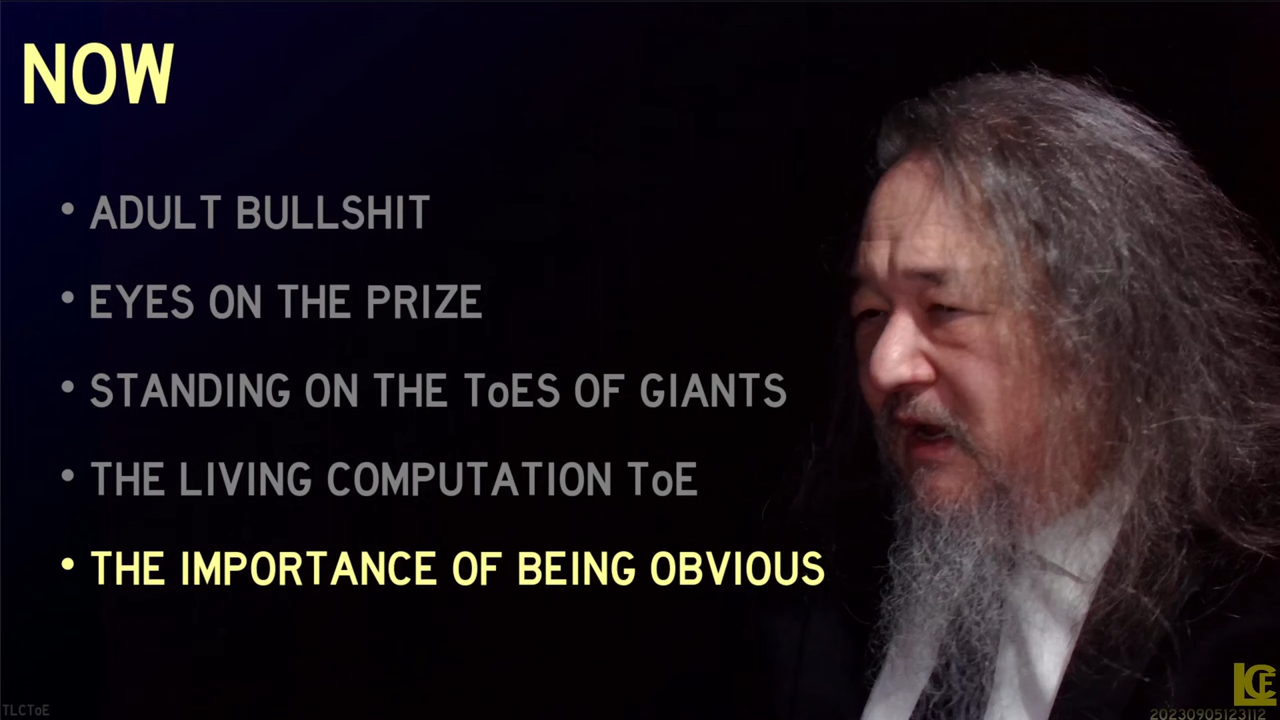 NOW
• ADULT BULLSHIT
• EYES ON THE PRIZE
• STANDING ON THE ToES OF GIANTS
• THE LIVING COMPUTATION ToE
• THE IMPORTANCE OF BEING OBVIOUS
TLCToE
20230905123112